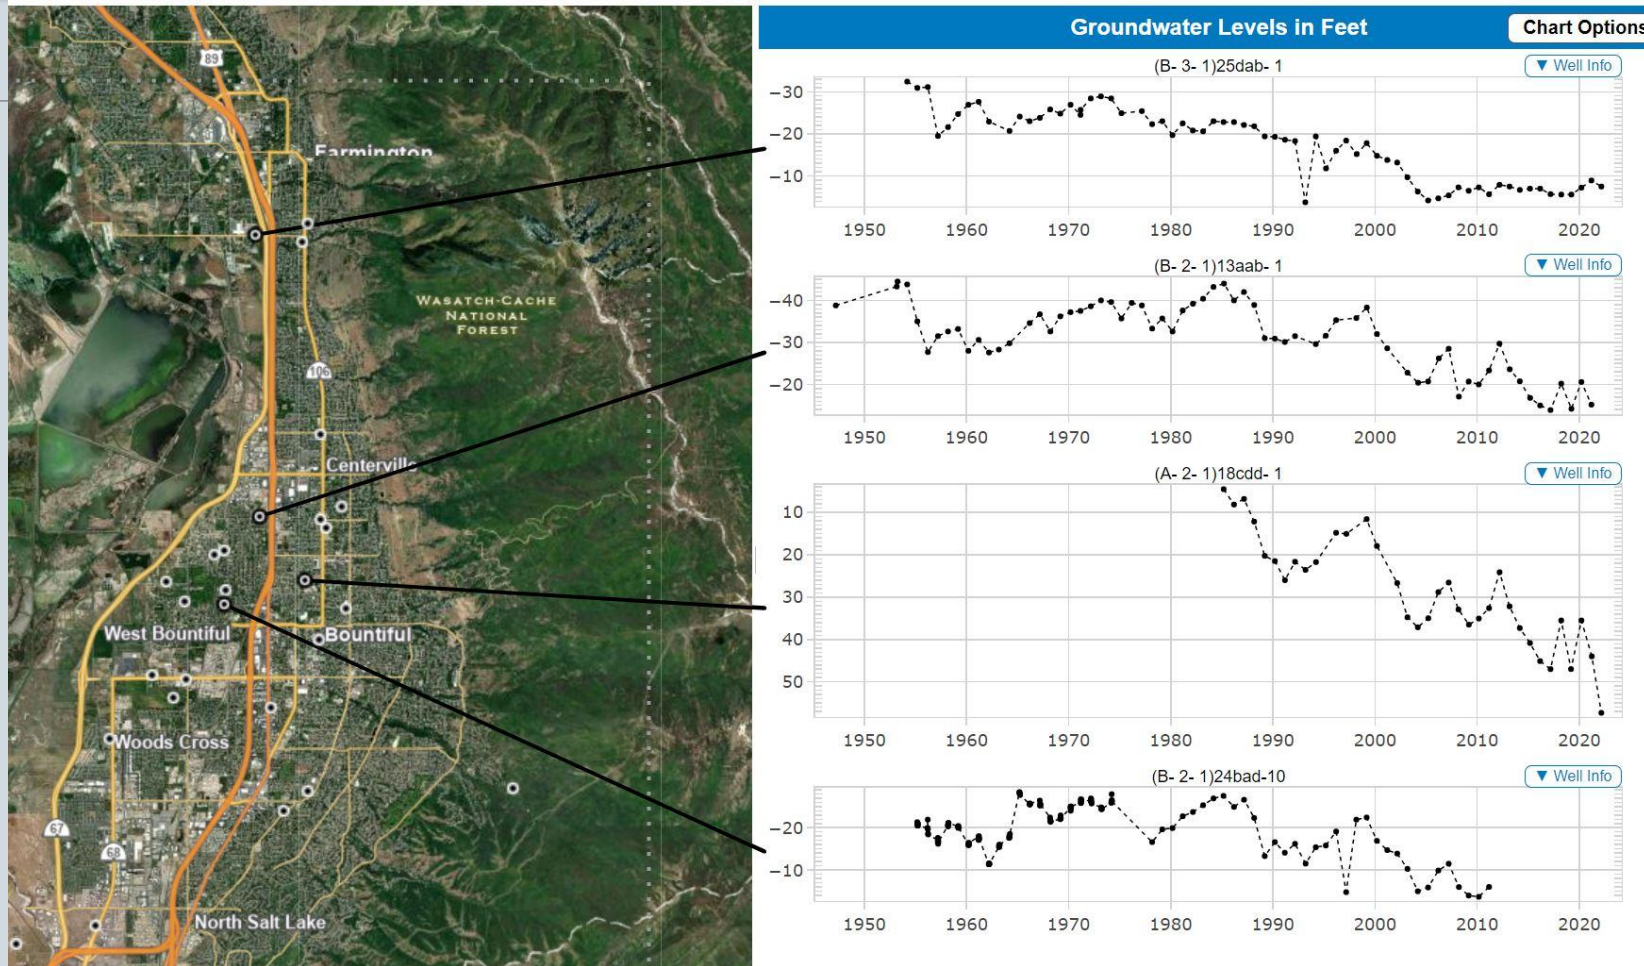 89
Farmington
WASATCH-CACHE
NATIONAL
FOREST
106
Centerville
West Bountiful
Bountiful
Woods Cross
67
68
North Salt Lake
Groundwater Levels in Feet
Chart Options
(B- 3- 1)25dab- 1
▼ Well Info
−30
−20
−10
1950 1960 1970 1980 1990 2000 2010 2020
(B- 2- 1)13aab- 1
▼ Well Info
−40
−30
−20
1950 1960 1970 1980 1990 2000 2010 2020
(A- 2- 1)18cdd- 1
▼ Well Info
10
20
30
40
50
1950 1960 1970 1980 1990 2000 2010 2020
(B- 2- 1)24bad-10
▼ Well Info
−20
−10
1950 1960 1970 1980 1990 2000 2010 2020